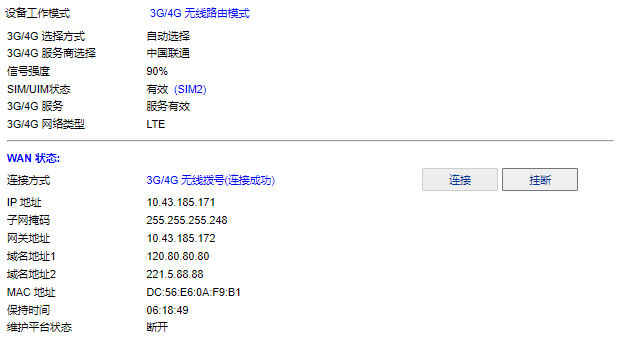 设备工作模式 3G/4G 无线路由模式
3G/4G 选择方式 自动选择
3G/4G 服务商选择 中国联通
信号强度 90%
SIM/UIM状态 有效 (SIM2)
3G/4G 服务 服务有效
3G/4G 网络类型 LTE
WAN 状态:
连接方式 3G/4G 无线拨号(连接成功) 连接 挂断
IP 地址 10.43.185.171
子网掩码 255.255.255.248
网关地址 10.43.185.172
域名地址1 120.80.80.80
域名地址2 221.5.88.88
MAC 地址 DC:56:E6:0A:F9:B1
保持时间 06:18:49
维护平台状态 断开